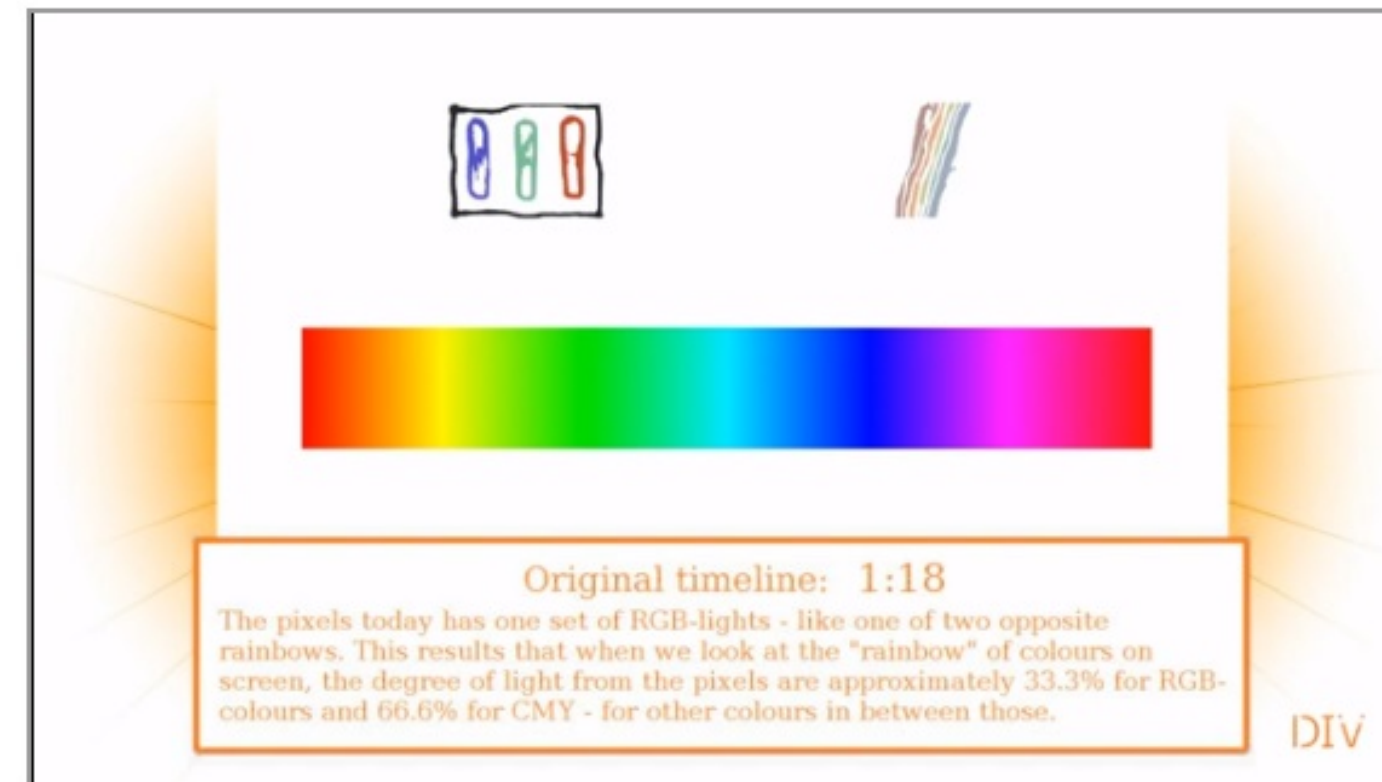 Original timeline: 1:18
The pixels today has one set of RGB-lights - like one of two opposite
rainbows. This results that when we look at the "rainbow" of colours on
screen, the degree of light from the pixels are approximately 33.3% for RGB-
colours and 66.6% for CMY - for other colours in between those.
DIV